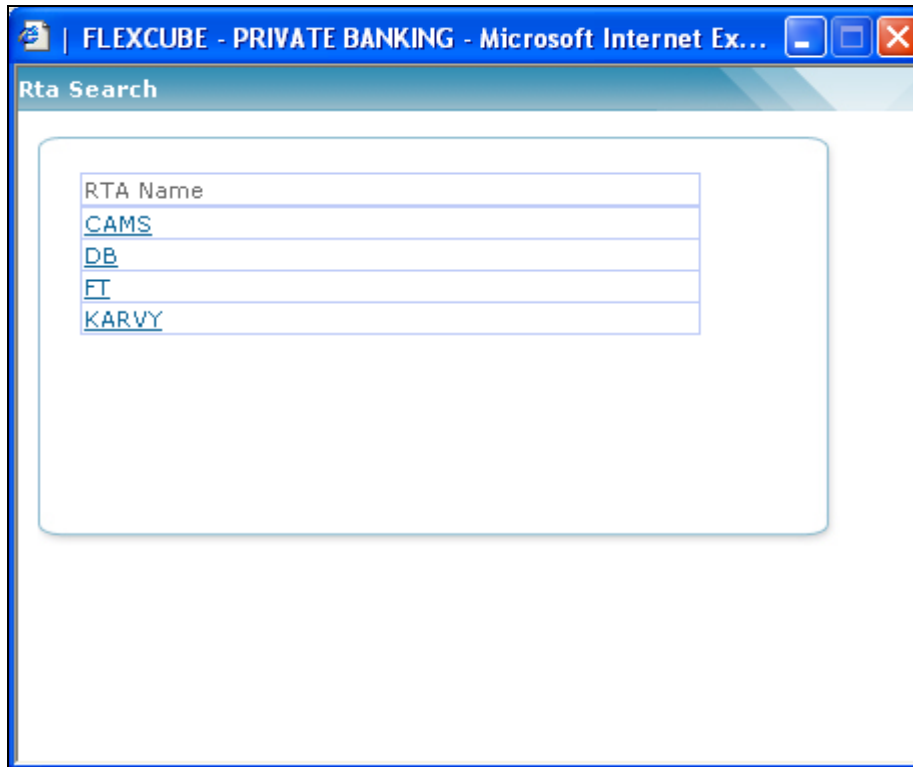 | FLEXCUBE - PRIVATE BANKING - Microsoft Internet Ex...
Rta Search
RTA Name
CAMS
DB
FT
KARVY